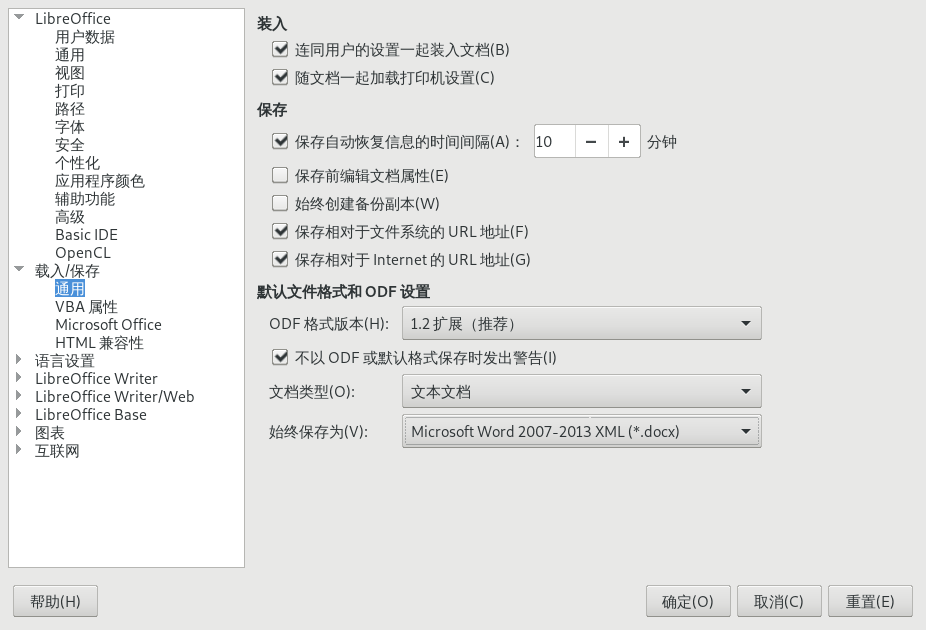 LibreOffice
用户数据
通用
视图
打印
路径
字体
安全
个性化
应用程序颜色
辅助功能
高级
Basic IDE
OpenCL
载入/保存
通用
VBA 属性
Microsoft Office
HTML 兼容性
语言设置
LibreOffice Writer
LibreOffice Writer/Web
LibreOffice Base
图表
互联网
装入
连同用户的设置一起装入文档(B)
随文档一起加载打印机设置(C)
保存
保存自动恢复信息的时间间隔(A)： 10 − + 分钟
保存前编辑文档属性(E)
始终创建备份副本(W)
保存相对于文件系统的 URL 地址(F)
保存相对于 Internet 的 URL 地址(G)
默认文件格式和 ODF 设置
ODF 格式版本(H): 1.2 扩展（推荐）
不以 ODF 或默认格式保存时发出警告(I)
文档类型(O): 文本文档
始终保存为(V): Microsoft Word 2007-2013 XML (*.docx)
帮助(H) 确定(O) 取消(C) 重置(E)